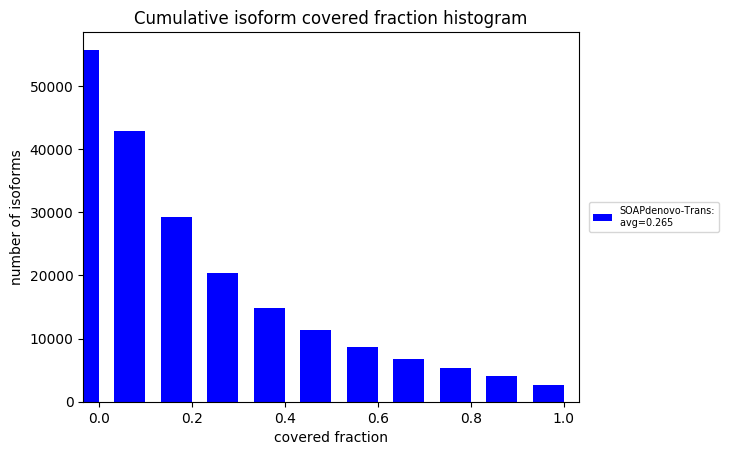 Cumulative isoform covered fraction histogram
number of isoforms
50000
40000
30000
20000
10000
0
0.0 0.2 0.4 0.6 0.8 1.0
covered fraction
SOAPdenovo-Trans:
avg=0.265